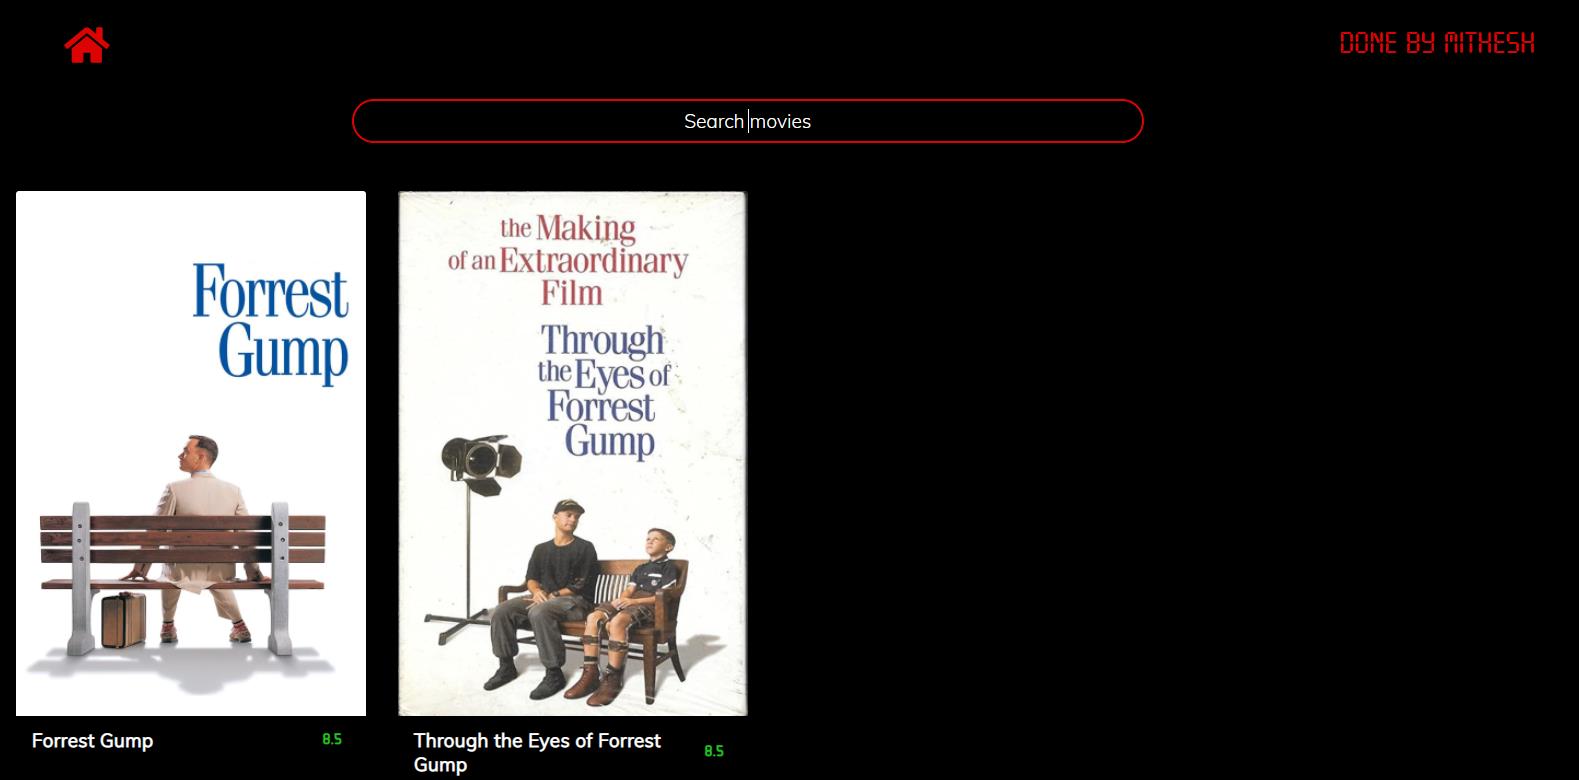 DONE BY MITHESH
Search movies
Forrest
Gump
the Making
of an Extraordinary
Film
Through
the Eyes of
Forrest
Gump
Forrest Gump
8.5
Through the Eyes of Forrest
Gump
8.5